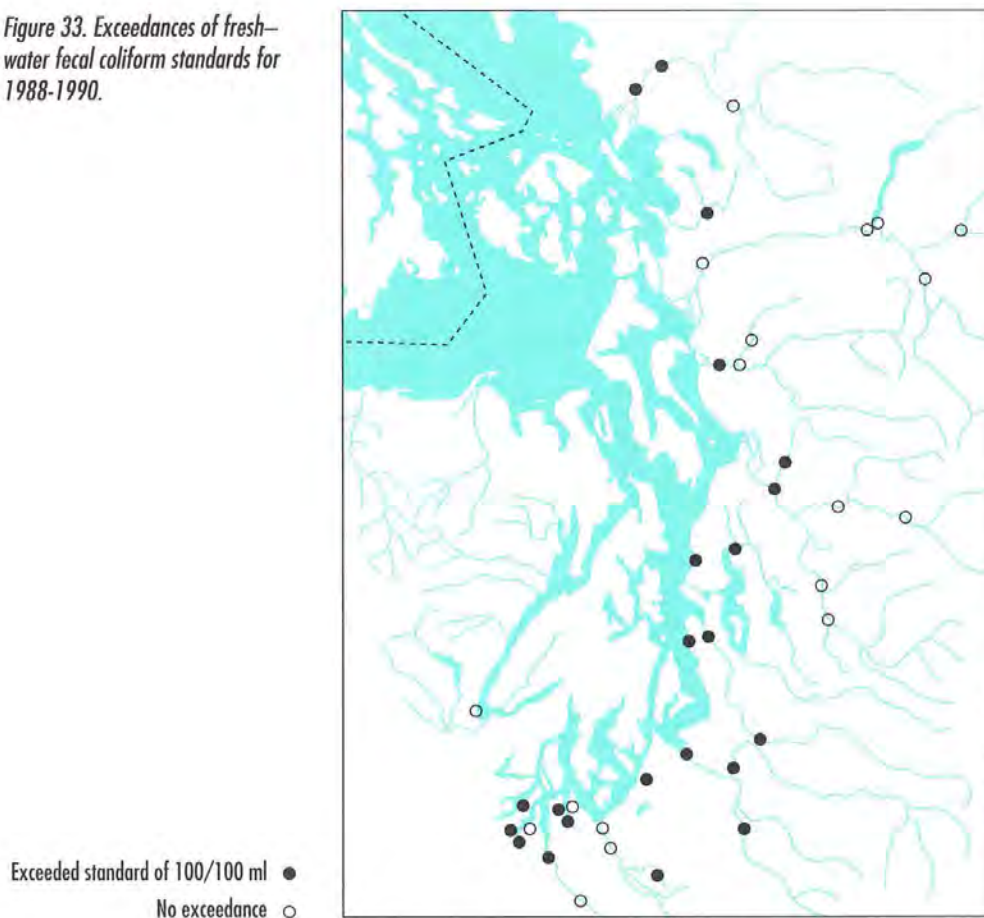 Figure 33. Exceedances of fresh–
water fecal coliform standards for
1988-1990.
Exceeded standard of 100/100 ml
No exceedance